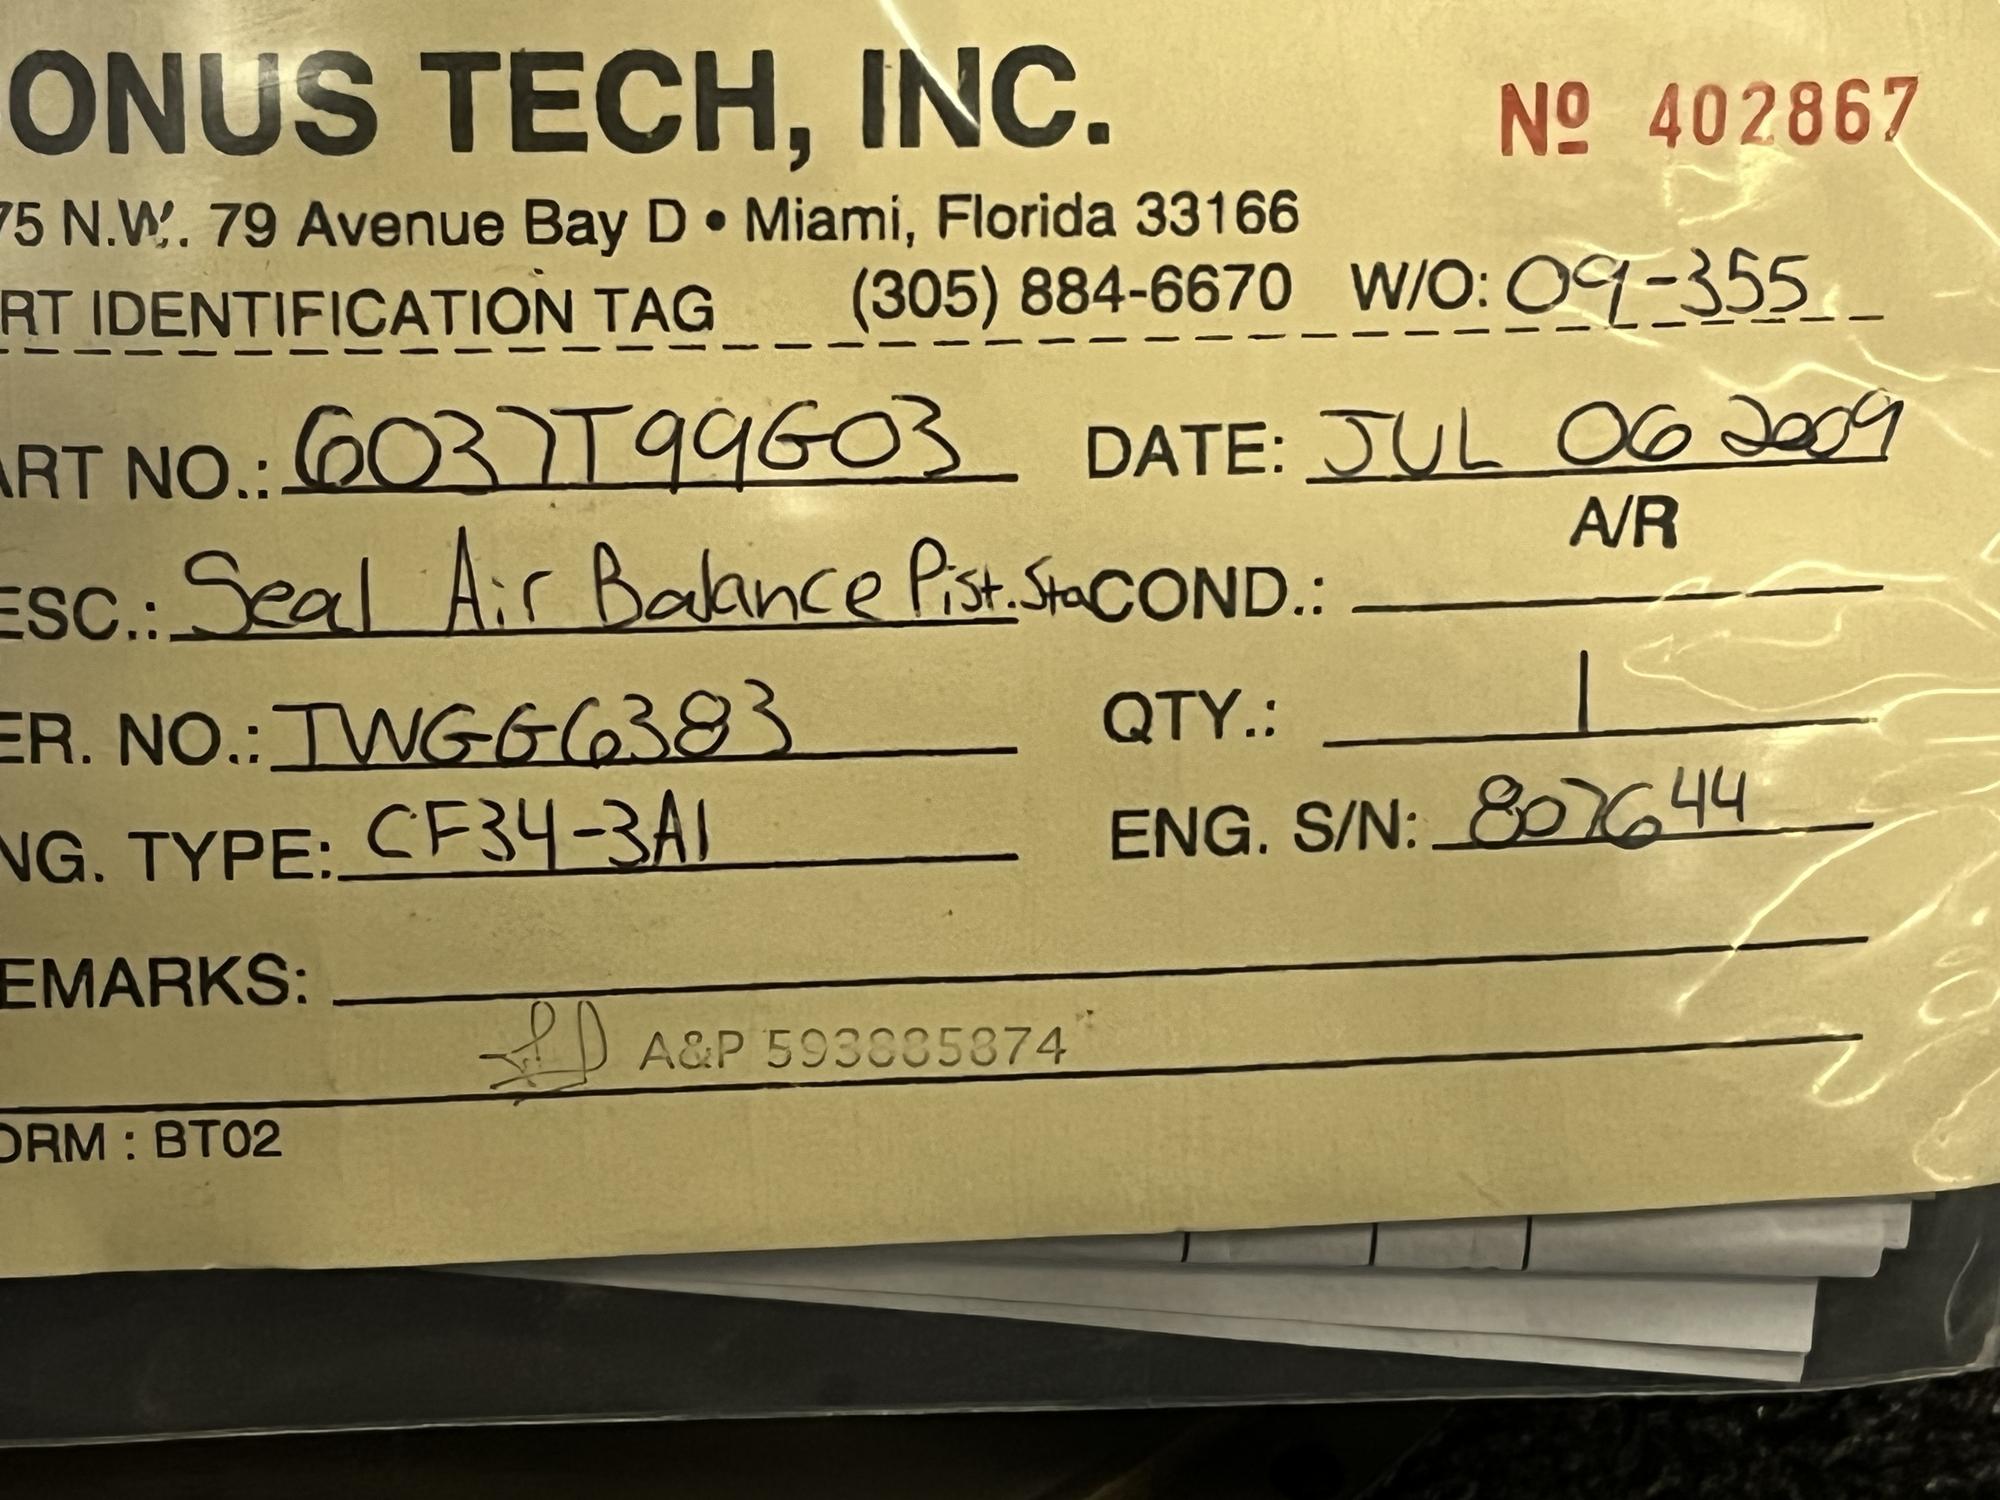 ONUS TECH, INC. Nº 402867
75 N.W. 79 Avenue Bay D • Miami, Florida 33166
RT IDENTIFICATION TAG (305) 884-6670 W/O: 09-355
ART NO.: 6037T99G03 DATE: JUL 06 2009
A/R
ESC.: Seal Air Balance Pist. Sta COND.:
ER. NO.: TWGG6383 QTY.: 1
NG. TYPE: CF34-3A1 ENG. S/N: 807644
EMARKS:
A&P 593885874
ORM : BT02